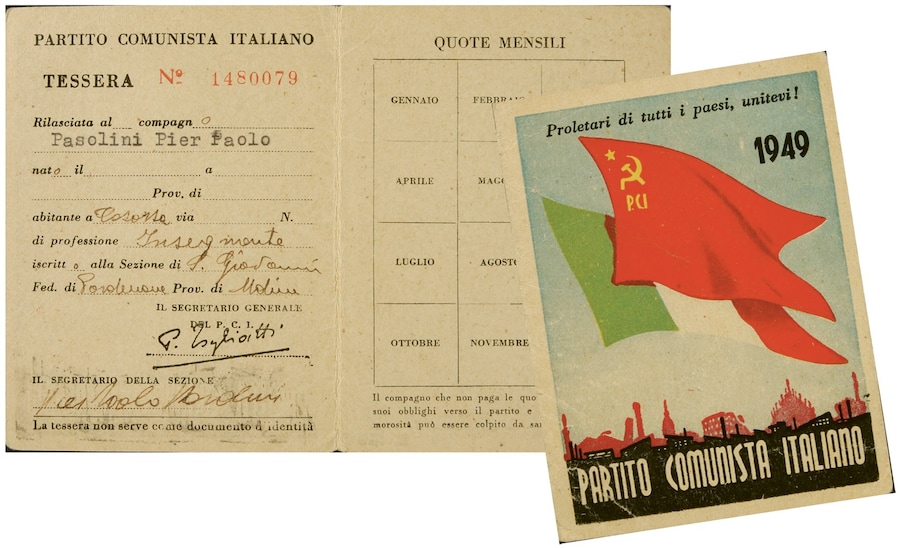 PARTITO COMUNISTA ITALIANO
TESSERA Nº 1480079
Rilasciata al compagno
Pasolini Pier Paolo
nato il a
Prov. di
abitante a Casarsa via N.
di professione Insegnante
iscritto alla Sezione di S. Giovanni
Fed. di Pordenone Prov. di Udine
IL SEGRETARIO GENERALE
DEL P. C. I.
P. Togliatti
IL SEGRETARIO DELLA SEZIONE
Pier Paolo
La tessera non serve come documento d'identità
QUOTE MENSILI
GENNAIO FEBBRAIO
APRILE MAGG
LUGLIO AGOSTO
OTTOBRE NOVEMBRE
Il compagno che non paga le quo
suoi obblighi verso il partito e
morosità può essere colpito da san
Proletari di tutti i paesi, unitevi!
1949
P.C.I
PARTITO COMUNISTA ITALIANO